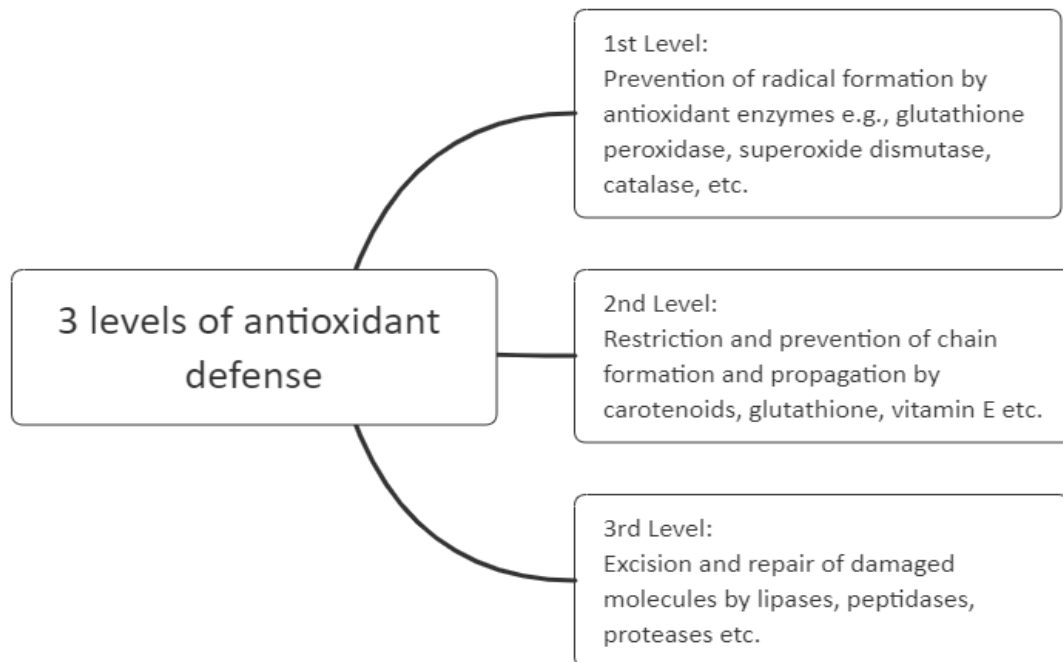 1st Level:
Prevention of radical formation by
antioxidant enzymes e.g., glutathione
peroxidase, superoxide dismutase,
catalase, etc.
3 levels of antioxidant
defense
2nd Level:
Restriction and prevention of chain
formation and propagation by
carotenoids, glutathione, vitamin E etc.
3rd Level:
Excision and repair of damaged
molecules by lipases, peptidases,
proteases etc.